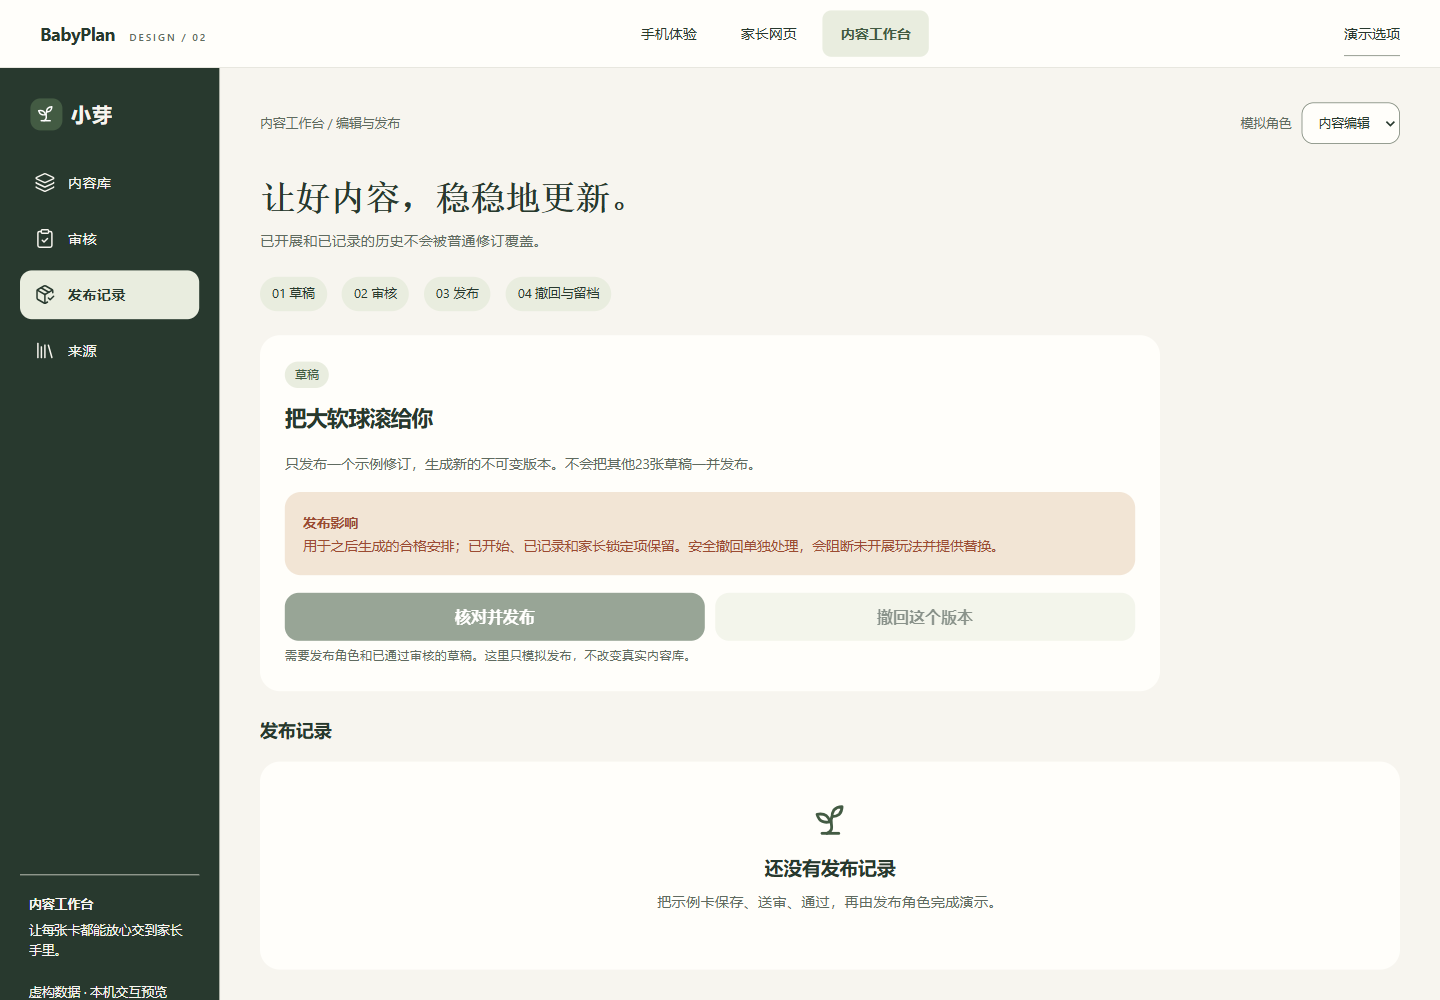 BabyPlan DESIGN / 02
手机体验
家长网页
内容工作台
演示选项
小芽
内容库
审核
发布记录
来源
内容工作台
让每张卡都能放心交到家长
手里。
虚构数据 · 本机交互预览
内容工作台 / 编辑与发布
模拟角色
内容编辑
让好内容，稳稳地更新。
已开展和已记录的历史不会被普通修订覆盖。
01 草稿
02 审核
03 发布
04 撤回与留档
草稿
把大软球滚给你
只发布一个示例修订，生成新的不可变版本。不会把其他23张草稿一并发布。
发布影响
用于之后生成的合格安排；已开始、已记录和家长锁定项保留。安全撤回单独处理，会阻断未开展玩法并提供替换。
核对并发布
撤回这个版本
需要发布角色和已通过审核的草稿。这里只模拟发布，不改变真实内容库。
发布记录
还没有发布记录
把示例卡保存、送审、通过，再由发布角色完成演示。